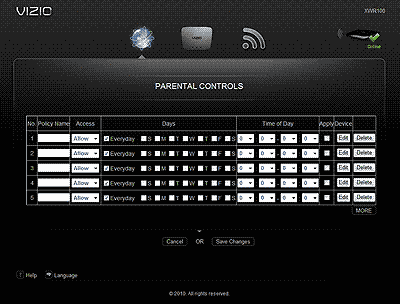 VIZIO
XWR100
VIZIO
Online
PARENTAL CONTROLS
No. Policy Name Access Days Time of Day Apply Device
1 Allow Everyday S M T W T F S 0 0 - 0 0 Edit Delete
2 Allow Everyday S M T W T F S 0 0 - 0 0 Edit Delete
3 Allow Everyday S M T W T F S 0 0 - 0 0 Edit Delete
4 Allow Everyday S M T W T F S 0 0 - 0 0 Edit Delete
5 Allow Everyday S M T W T F S 0 0 - 0 0 Edit Delete
MORE
Cancel OR Save Changes
Help Language
© 2010. All rights reserved.